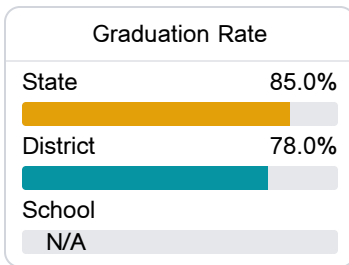 Graduation Rate
State 85.0%
District 78.0%
School
N/A